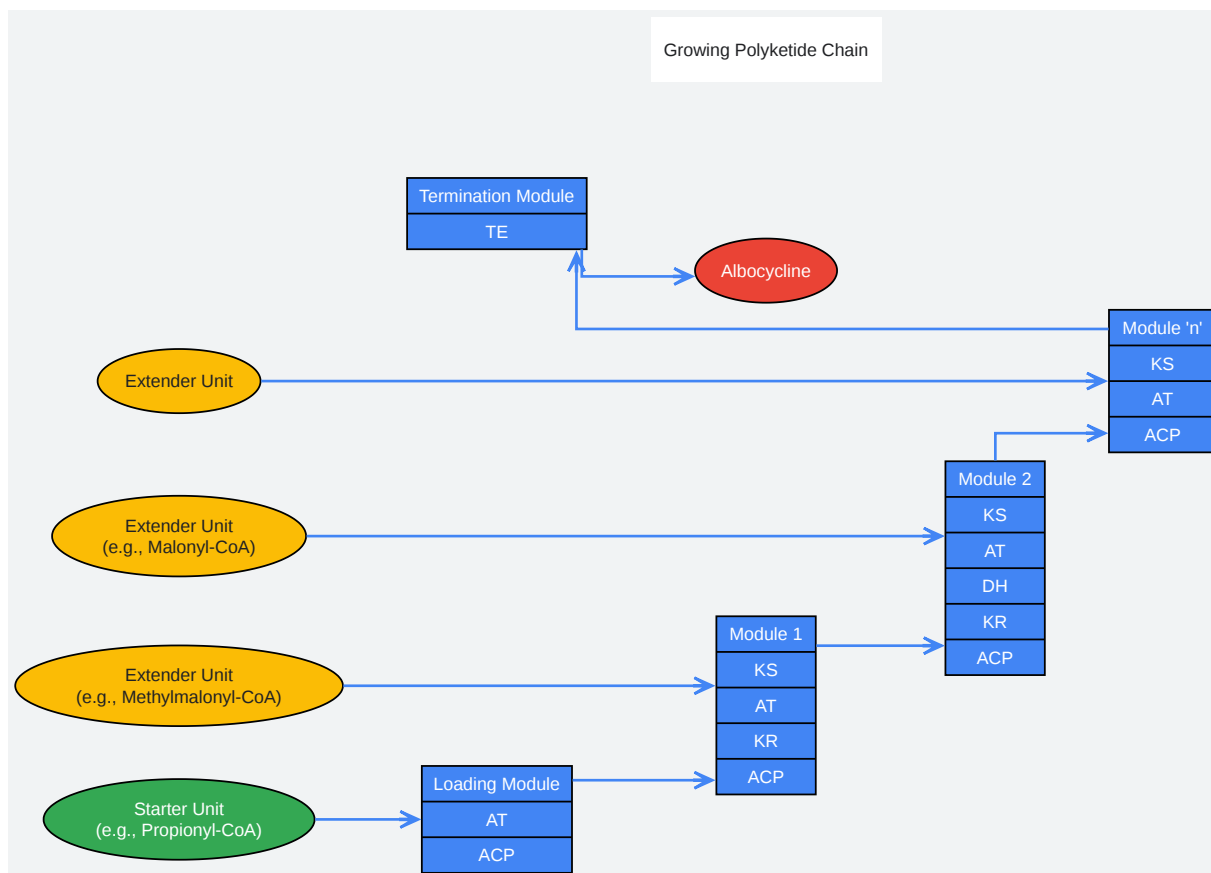 Growing Polyketide Chain
Termination Module
TE
Albocycline
Module 'n'
KS
AT
ACP
Extender Unit
Module 2
KS
AT
DH
KR
ACP
Extender Unit
(e.g., Malonyl-CoA)
Module 1
KS
AT
KR
ACP
Extender Unit
(e.g., Methylmalonyl-CoA)
Loading Module
AT
ACP
Starter Unit
(e.g., Propionyl-CoA)